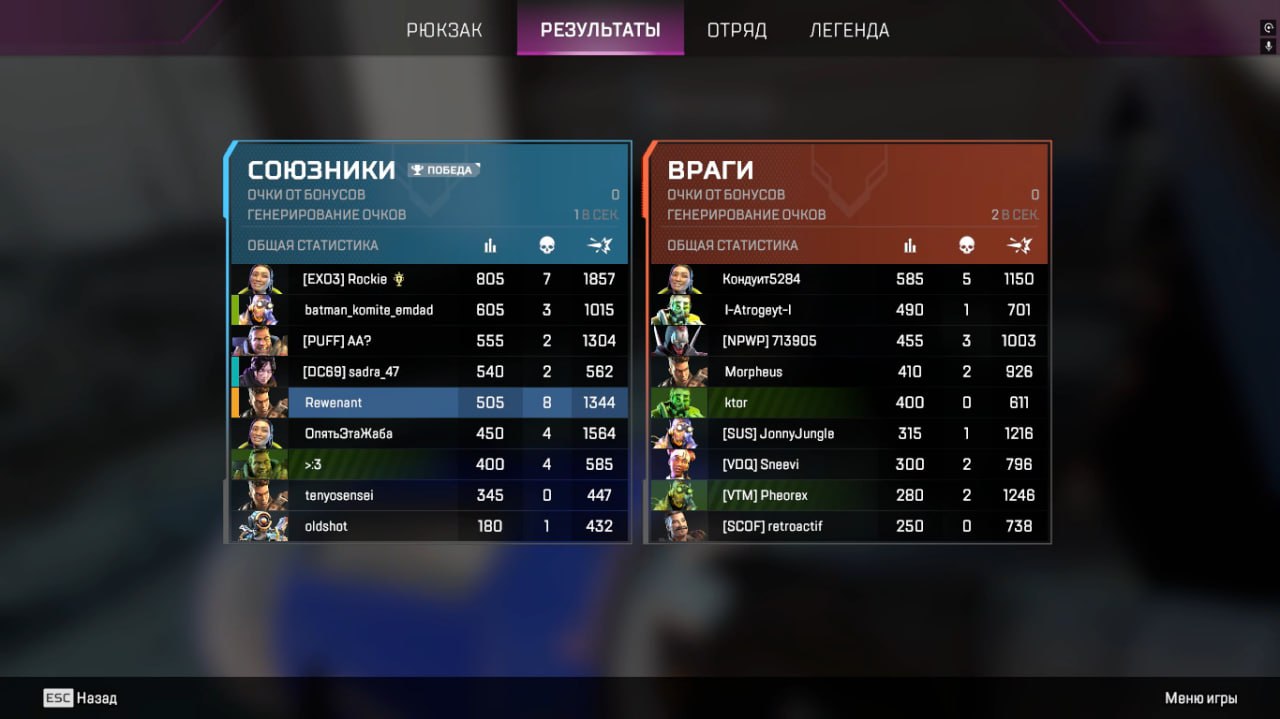 РЮКЗАК РЕЗУЛЬТАТЫ ОТРЯД ЛЕГЕНДА
СОЮЗНИКИ ПОБЕДА
ОЧКИ ОТ БОНУСОВ 0
ГЕНЕРИРОВАНИЕ ОЧКОВ 1 В СЕК.
ОБЩАЯ СТАТИСТИКА
[EXO3] Rockie 805 7 1857
batman_komite_emdad 605 3 1015
[PUFF] AA? 555 2 1304
[DC69] sadra_47 540 2 562
Rewenant 505 8 1344
ОпятьЭтаЖаба 450 4 1564
>:3 400 4 585
tenyosensei 345 0 447
oldshot 180 1 432
ВРАГИ
ОЧКИ ОТ БОНУСОВ 0
ГЕНЕРИРОВАНИЕ ОЧКОВ 2 В СЕК.
ОБЩАЯ СТАТИСТИКА
Кондуит5284 585 5 1150
I-Atrogeyt-I 490 1 701
[NPWP] 713905 455 3 1003
Morpheus 410 2 926
ktor 400 0 611
[SUS] JonnyJungle 315 1 1216
[VDQ] Sneevi 300 2 796
[VTM] Pheorex 280 2 1246
[SCOF] retroactif 250 0 738
ESC Назад
Меню игры